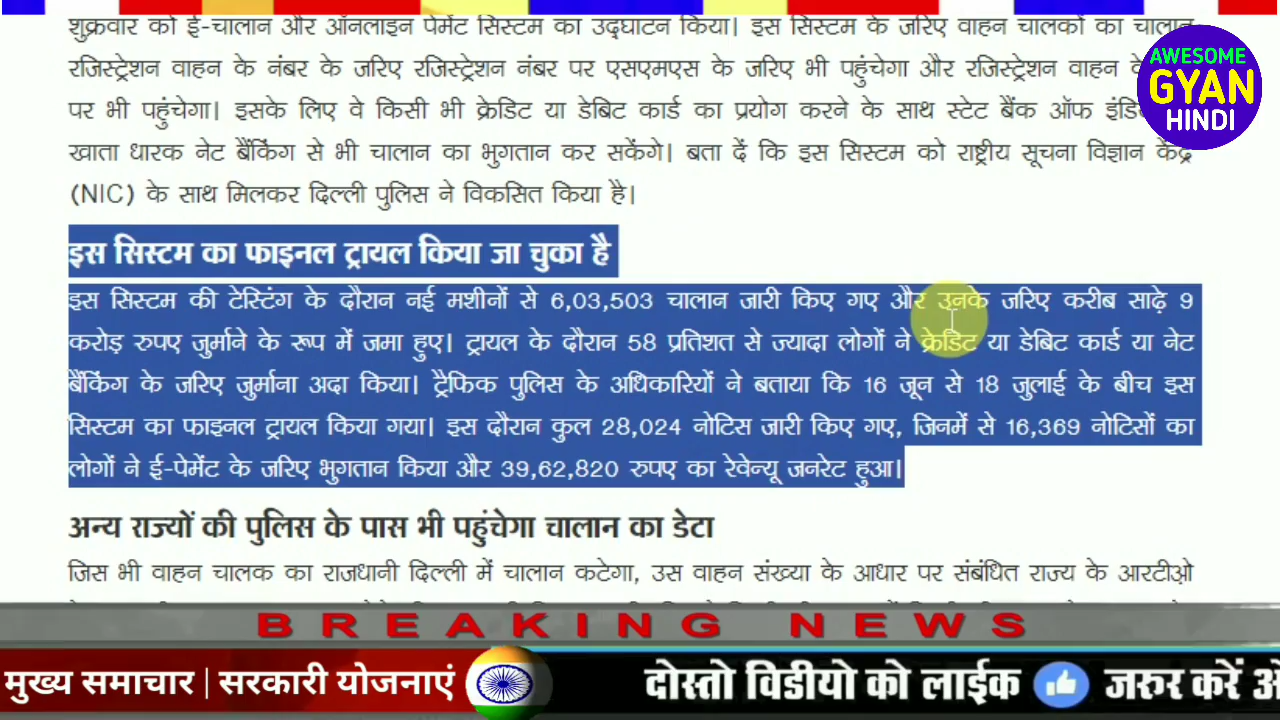 शुक्रवार को ई-चालान और ऑनलाइन पेमेंट सिस्टम का उद्घाटन किया। इस सिस्टम के जरिए वाहन चालकों का चालान
रजिस्ट्रेशन वाहन के नंबर के जरिए रजिस्ट्रेशन नंबर पर एसएमएस के जरिए भी पहुंचेगा और रजिस्ट्रेशन वाहन
पर भी पहुंचेगा। इसके लिए वे किसी भी क्रेडिट या डेबिट कार्ड का प्रयोग करने के साथ स्टेट बैंक ऑफ
खाता धारक नेट बैंकिंग से भी चालान का भुगतान कर सकेंगे। बता दें कि इस सिस्टम को राष्ट्रीय सूचना विज्ञान केंद्र
(NIC) के साथ मिलकर दिल्ली पुलिस ने विकसित किया है।
AWESOME
GYAN
HINDI
इस सिस्टम का फाइनल ट्रायल किया जा चुका है
इस सिस्टम की टेस्टिंग के दौरान नई मशीनों से 6,03,503 चालान जारी किए गए और उनके जरिए करीब साढ़े 9
करोड़ रुपए जुर्माने के रूप में जमा हुए। ट्रायल के दौरान 58 प्रतिशत से ज्यादा लोगों ने क्रेडिट या डेबिट कार्ड या नेट
बैंकिंग के जरिए जुर्माना अदा किया। ट्रैफिक पुलिस के अधिकारियों ने बताया कि 16 जून से 18 जुलाई के बीच इस
सिस्टम का फाइनल ट्रायल किया गया। इस दौरान कुल 28,024 नोटिस जारी किए गए, जिनमें से 16,369 नोटिसों का
लोगों ने ई-पेमेंट के जरिए भुगतान किया और 39,62,820 रुपए का रेवेन्यू जनरेट हुआ।
अन्य राज्यों की पुलिस के पास भी पहुंचेगा चालान का डेटा
जिस भी वाहन चालक का राजधानी दिल्ली में चालान कटेगा, उस वाहन संख्या के आधार पर संबंधित राज्य के आरटीओ
BREAKING NEWS
मुख्य समाचार | सरकारी योजनाएं
दोस्तो विडीयो को लाईक जरुर करें